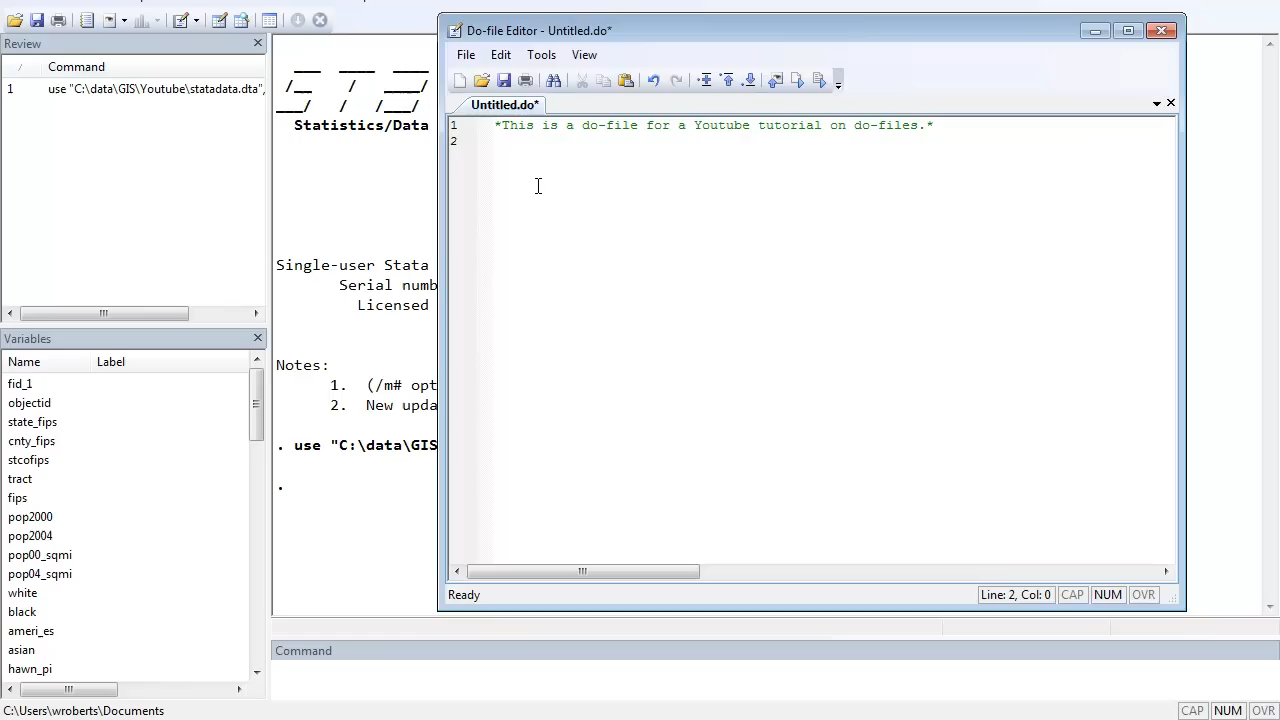 Review
/ Command
1 use "C:\data\GIS\Youtube\statadata.dta",
Variables
Name Label
fid_1
objectid
state_fips
cnty_fips
stcofips
tract
fips
pop2000
pop2004
pop00_sqmi
pop04_sqmi
white
black
ameri_es
asian
hawn_pi
Statistics/Data
Single-user Stata
Serial numb
Licensed
Notes:
1. (/m# opt
2. New upda
. use "C:\data\GIS
.
Do-file Editor - Untitled.do*
File Edit Tools View
Untitled.do*
1 *This is a do-file for a Youtube tutorial on do-files.*
2
Ready Line: 2, Col: 0 CAP NUM OVR
Command
C:\Users\wroberts\Documents CAP NUM OVR